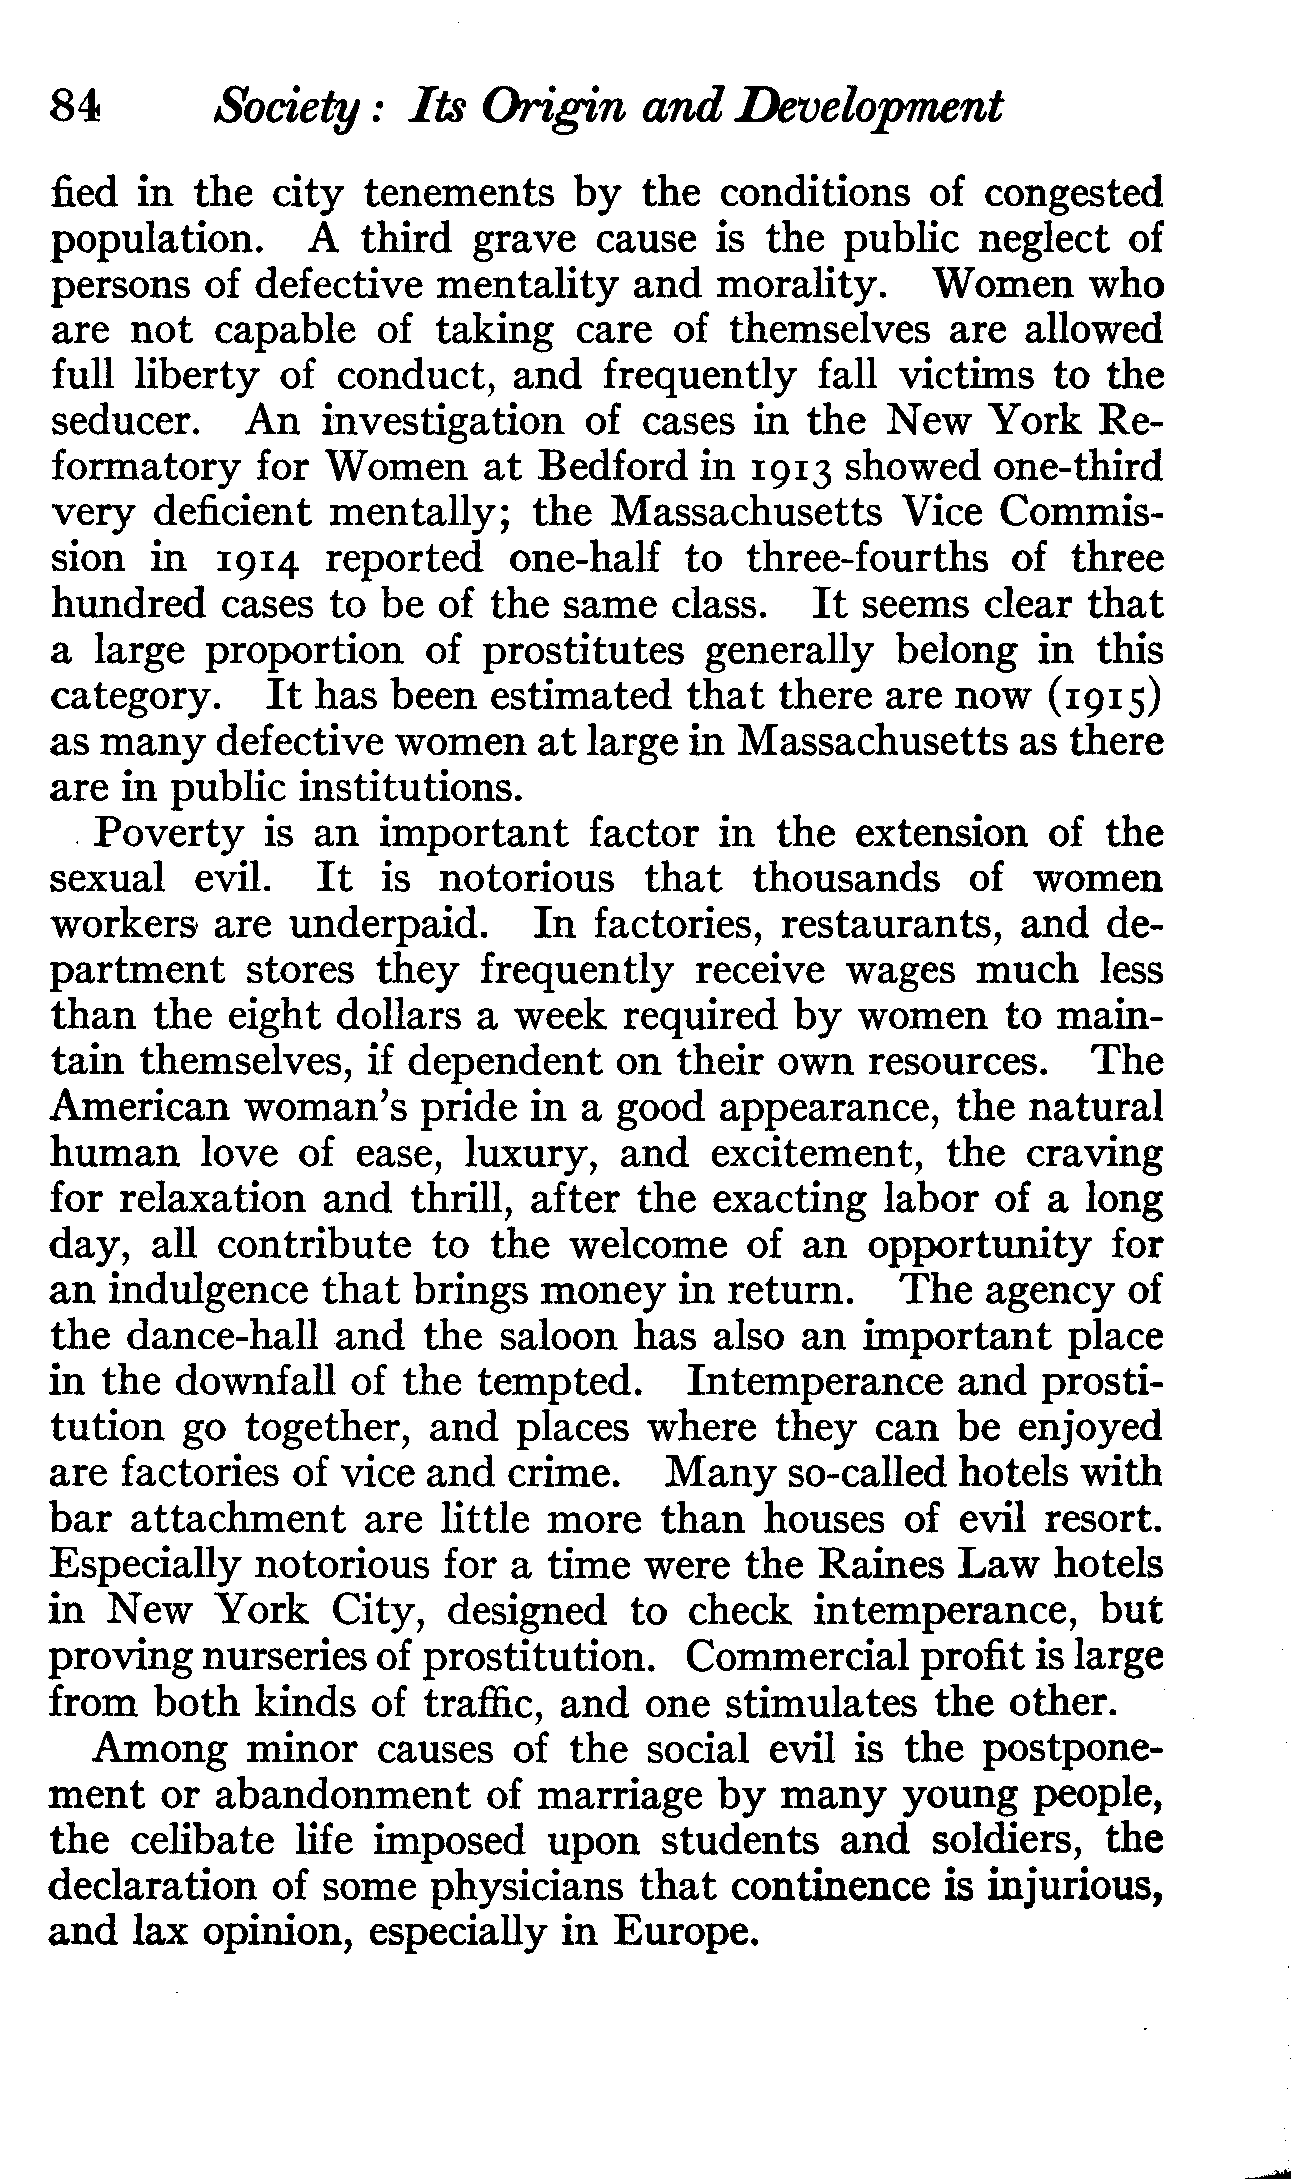 84 Society: Its Origin and Development
fied in the city tenements by the conditions of congested
population. A third grave cause is the public neglect of
persons of defective mentality and morality. Women who
are not capable of taking care of themselves are allowed
full liberty of conduct, and frequently fall victims to the
seducer. An investigation of cases in the New York Re-
formatory for Women at Bedford in 1913 showed one-third
very deficient mentally; the Massachusetts Vice Commis-
sion in 1914 reported one-half to three-fourths of three
hundred cases to be of the same class. It seems clear that
a large proportion of prostitutes generally belong in this
category. It has been estimated that there are now (1915)
as many defective women at large in Massachusetts as there
are in public institutions.
Poverty is an important factor in the extension of the
sexual evil. It is notorious that thousands of women
workers are underpaid. In factories, restaurants, and de-
partment stores they frequently receive wages much less
than the eight dollars a week required by women to main-
tain themselves, if dependent on their own resources. The
American woman's pride in a good appearance, the natural
human love of ease, luxury, and excitement, the craving
for relaxation and thrill, after the exacting labor of a long
day, all contribute to the welcome of an opportunity for
an indulgence that brings money in return. The agency of
the dance-hall and the saloon has also an important place
in the downfall of the tempted. Intemperance and prosti-
tution go together, and places where they can be enjoyed
are factories of vice and crime. Many so-called hotels with
bar attachment are little more than houses of evil resort.
Especially notorious for a time were the Raines Law hotels
in New York City, designed to check intemperance, but
proving nurseries of prostitution. Commercial profit is large
from both kinds of traffic, and one stimulates the other.
Among minor causes of the social evil is the postpone-
ment or abandonment of marriage by many young people,
the celibate life imposed upon students and soldiers, the
declaration of some physicians that continence is injurious,
and lax opinion, especially in Europe.